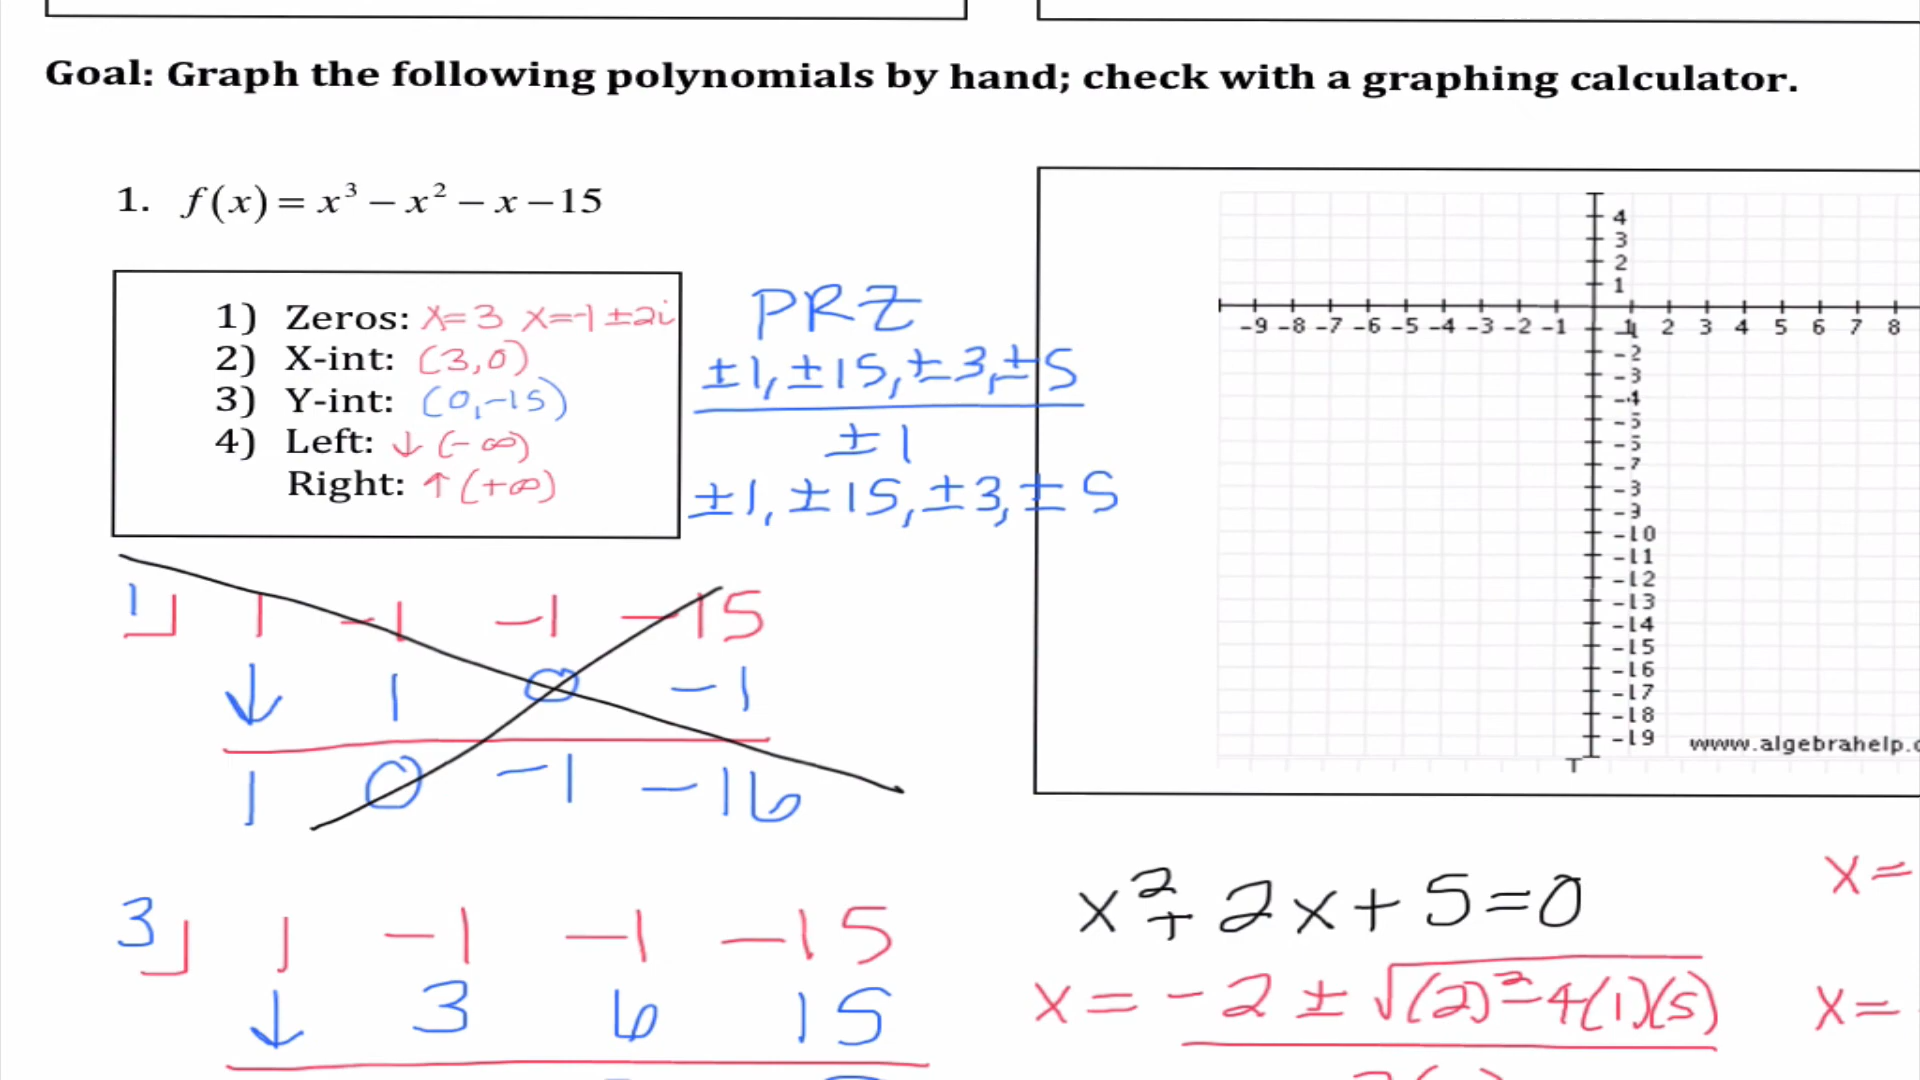 Goal: Graph the following polynomials by hand; check with a graphing calculator.
1. f(x) = x³ − x² − x − 15
1) Zeros: x=3 x=-1±2i
2) X-int: (3,0)
3) Y-int: (0,-15)
4) Left: ↓ (-∞)
Right: ↑ (+∞)
PRZ
±1, ±15, ±3, ±5
±1
±1, ±15, ±3, ±5
4
3
2
1
-9 -8 -7 -6 -5 -4 -3 -2 -1 1 2 3 4 5 6 7 8
-2
-3
-4
-5
-5
-7
-3
-9
-10
-11
-12
-13
-14
-15
-16
-17
-18
-19
www.algebrahelp.c
1⌋ 1 -1 -1 -15
↓ 1 0 -1
1 0 -1 -16
3⌋ 1 -1 -1 -15
↓ 3 6 15
x² + 2x + 5 = 0
x = -2 ± √(2)²-4(1)(5)
x=
x=